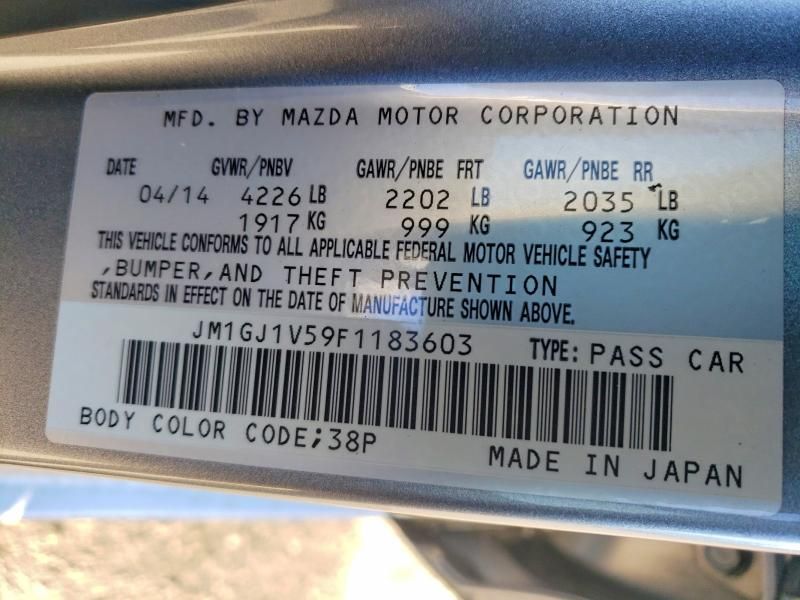 MFD. BY MAZDA MOTOR CORPORATION
DATE GVWR/PNBV GAWR/PNBE FRT GAWR/PNBE RR
04/14 4226 LB 2202 LB 2035 LB
1917 KG 999 KG 923 KG
THIS VEHICLE CONFORMS TO ALL APPLICABLE FEDERAL MOTOR VEHICLE SAFETY
,BUMPER,AND THEFT PREVENTION
STANDARDS IN EFFECT ON THE DATE OF MANUFACTURE SHOWN ABOVE.
JM1GJ1V59F1183603 TYPE: PASS CAR
BODY COLOR CODE;38P
MADE IN JAPAN